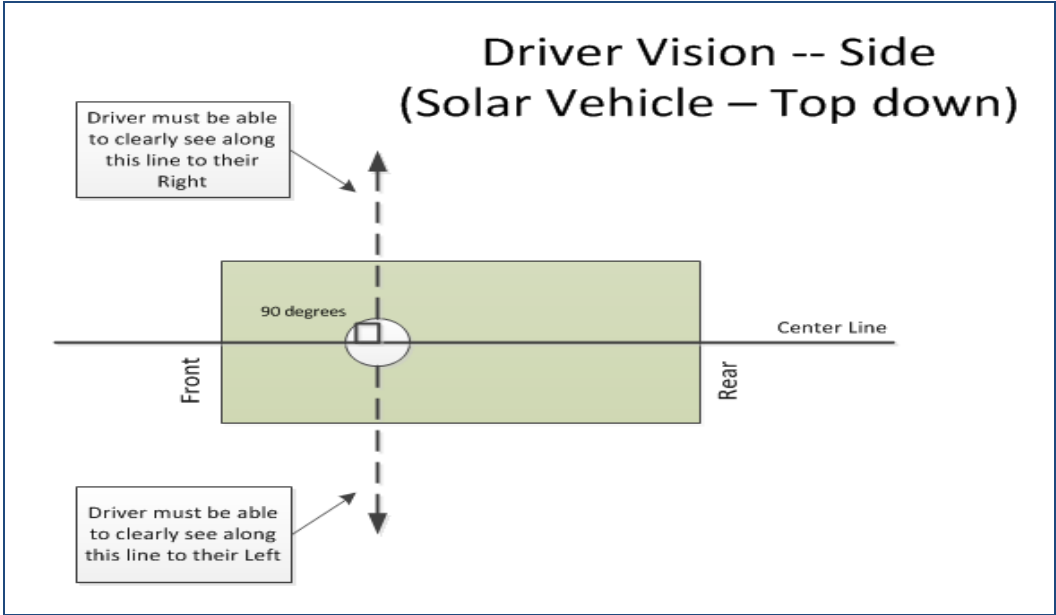 Driver Vision -- Side
(Solar Vehicle – Top down)
Driver must be able
to clearly see along
this line to their
Right
90 degrees
Center Line
Front
Rear
Driver must be able
to clearly see along
this line to their Left